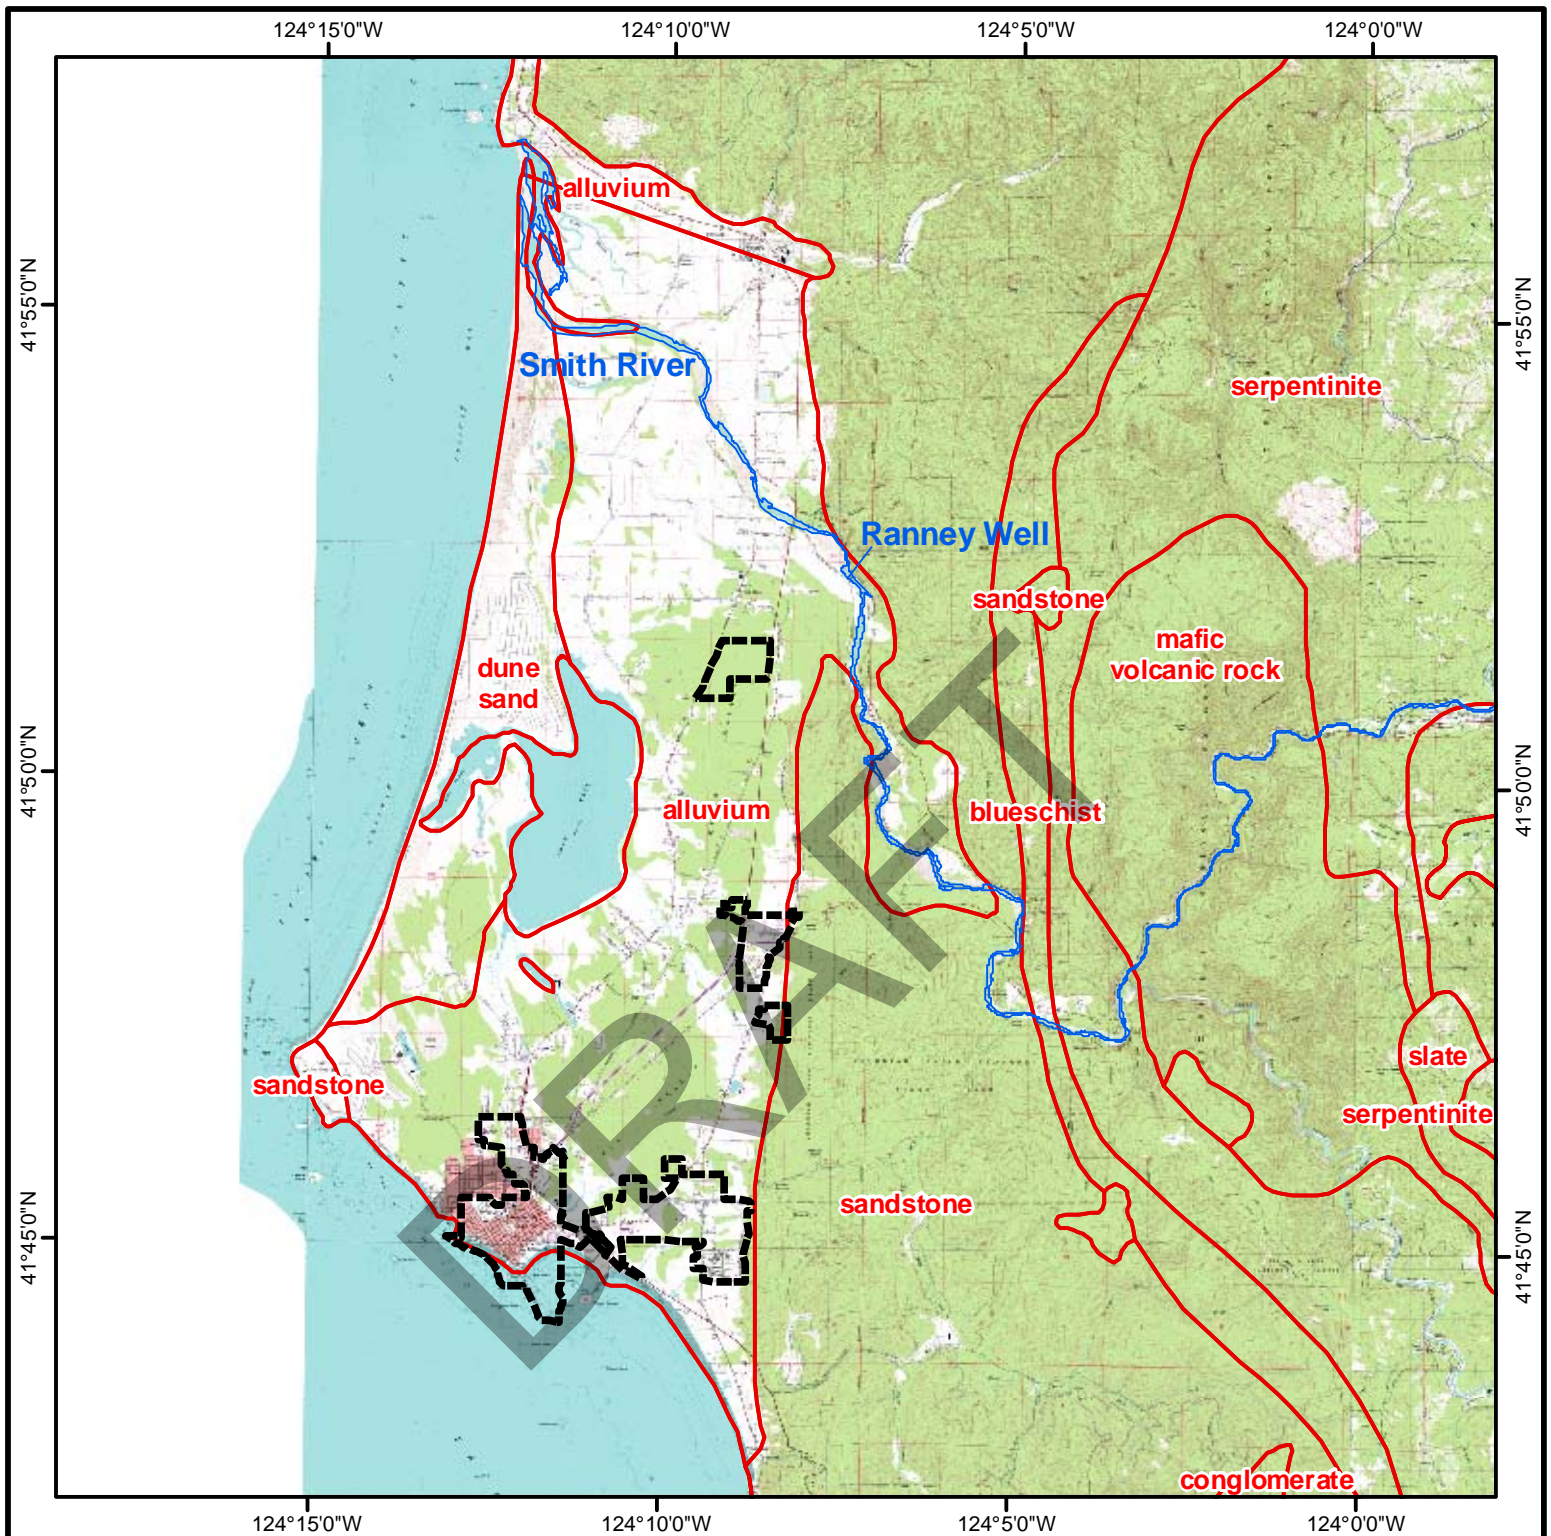 124°15'0"W
124°10'0"W
124°5'0"W
124°0'0"W
alluvium
41°55'0"N
41°55'0"N
Smith River
serpentinite
Ranney Well
sandstone
mafic
volcanic rock
dune
sand
41°50'0"N
41°50'0"N
alluvium
blueschist
DRAFT
slate
sandstone
serpentinite
sandstone
41°45'0"N
41°45'0"N
conglomerate
124°15'0"W
124°10'0"W
124°5'0"W
124°0'0"W